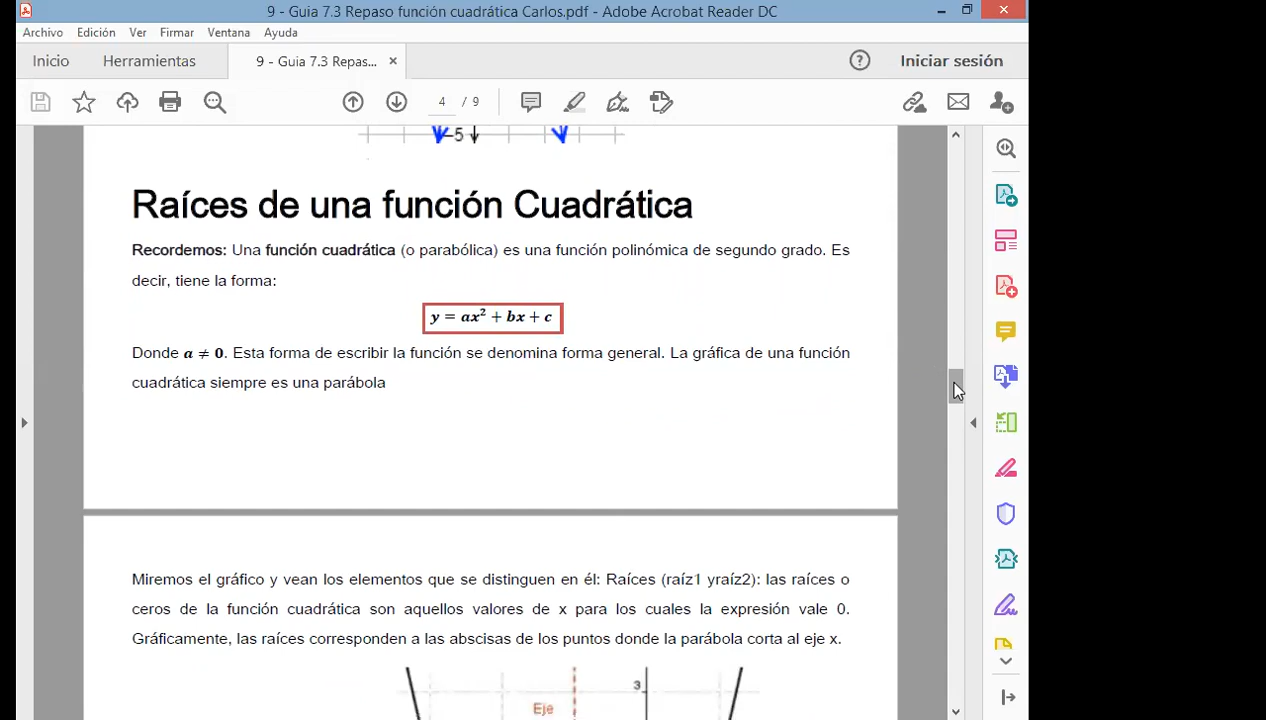 9 - Guia 7.3 Repaso función cuadrática Carlos.pdf - Adobe Acrobat Reader DC
Archivo Edición Ver Firmar Ventana Ayuda
Inicio Herramientas 9 - Guia 7.3 Repas... × Iniciar sesión
4 / 9
-5
Raíces de una función Cuadrática
Recordemos: Una función cuadrática (o parabólica) es una función polinómica de segundo grado. Es
decir, tiene la forma:
y = ax² + bx + c
Donde a ≠ 0. Esta forma de escribir la función se denomina forma general. La gráfica de una función
cuadrática siempre es una parábola
Miremos el gráfico y vean los elementos que se distinguen en él: Raíces (raíz1 yraíz2): las raíces o
ceros de la función cuadrática son aquellos valores de x para los cuales la expresión vale 0.
Gráficamente, las raíces corresponden a las abscisas de los puntos donde la parábola corta al eje x.
3
Eje